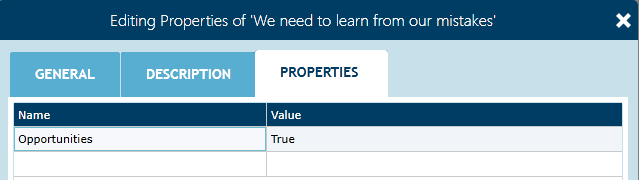 Editing Properties of 'We need to learn from our mistakes'
GENERAL DESCRIPTION PROPERTIES
Name Value
Opportunities True